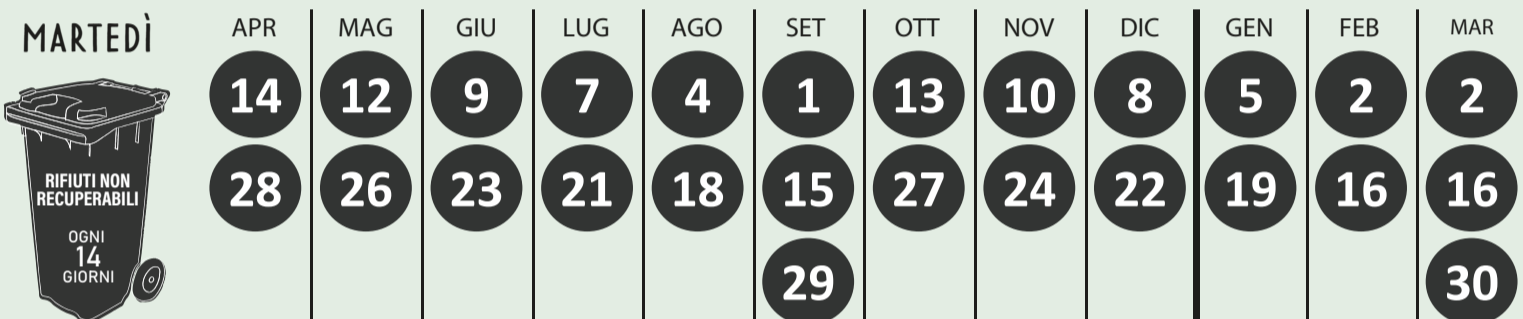 MARTEDÌ
APR MAG GIU LUG AGO SET OTT NOV DIC GEN FEB MAR
14 12 9 7 4 1 13 10 8 5 2 2
28 26 23 21 18 15 27 24 22 19 16 16
29 30
RIFIUTI NON
RECUPERABILI
OGNI
14
GIORNI